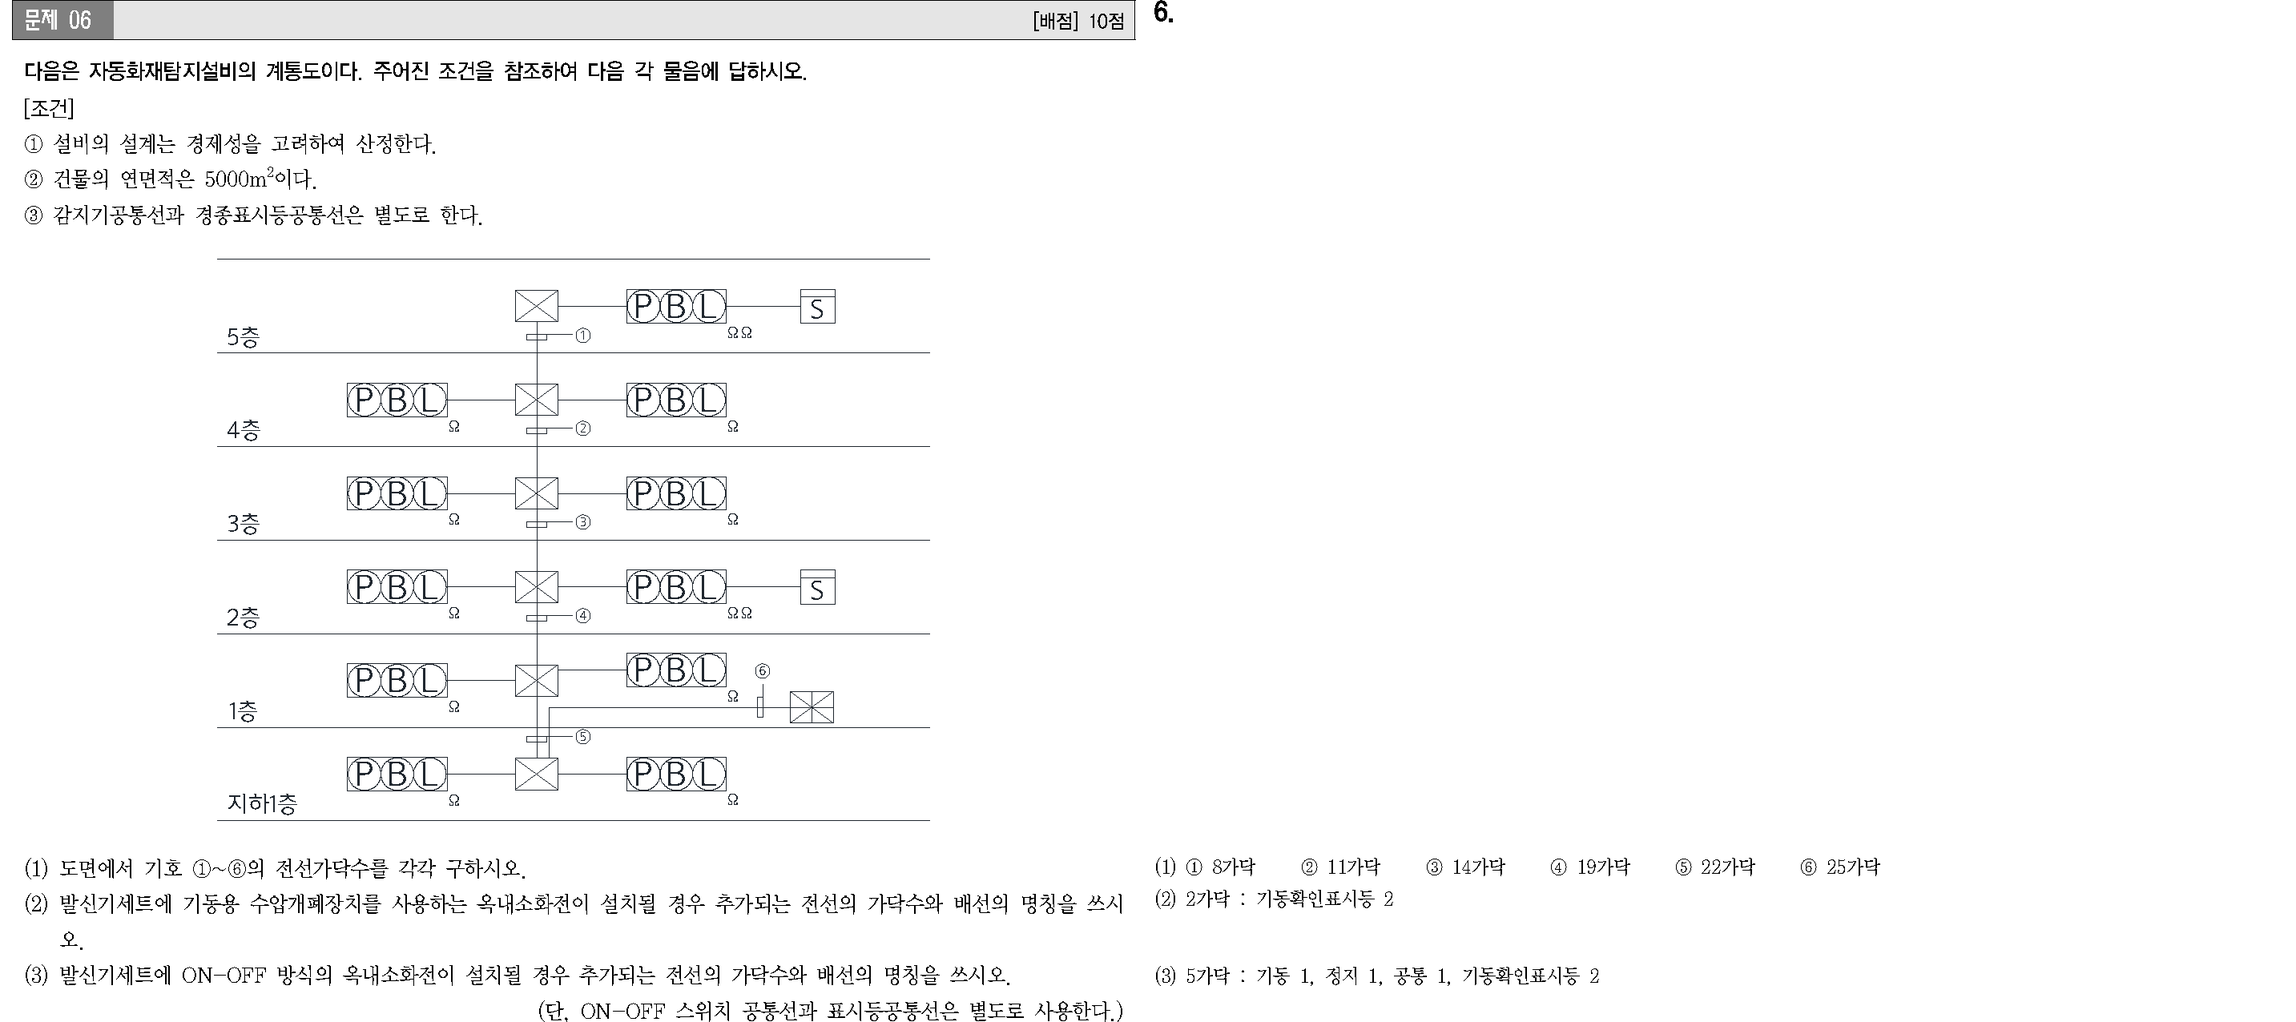 문제 06 [배점] 10점
다음은 자동화재탐지설비의 계통도이다. 주어진 조건을 참조하여 다음 각 물음에 답하시오.
[조건]
① 설비의 설계는 경제성을 고려하여 산정한다.
② 건물의 연면적은 5000m²이다.
③ 감지기공통선과 경종표시등공통선은 별도로 한다.
P B L S
ΩΩ
5층 ①
P B L P B L
Ω Ω
4층 ②
P B L P B L
Ω Ω
3층 ③
P B L P B L S
Ω ΩΩ
2층 ④
P B L P B L ⑥
Ω Ω
1층
⑤
P B L P B L
Ω Ω
지하1층
(1) 도면에서 기호 ①~⑥의 전선가닥수를 각각 구하시오.
(2) 발신기세트에 기동용 수압개폐장치를 사용하는 옥내소화전이 설치될 경우 추가되는 전선의 가닥수와 배선의 명칭을 쓰시
오.
(3) 발신기세트에 ON-OFF 방식의 옥내소화전이 설치될 경우 추가되는 전선의 가닥수와 배선의 명칭을 쓰시오.
(단, ON-OFF 스위치 공통선과 표시등공통선은 별도로 사용한다.)
6.
(1) ① 8가닥 ② 11가닥 ③ 14가닥 ④ 19가닥 ⑤ 22가닥 ⑥ 25가닥
(2) 2가닥 : 기동확인표시등 2
(3) 5가닥 : 기동 1, 정지 1, 공통 1, 기동확인표시등 2